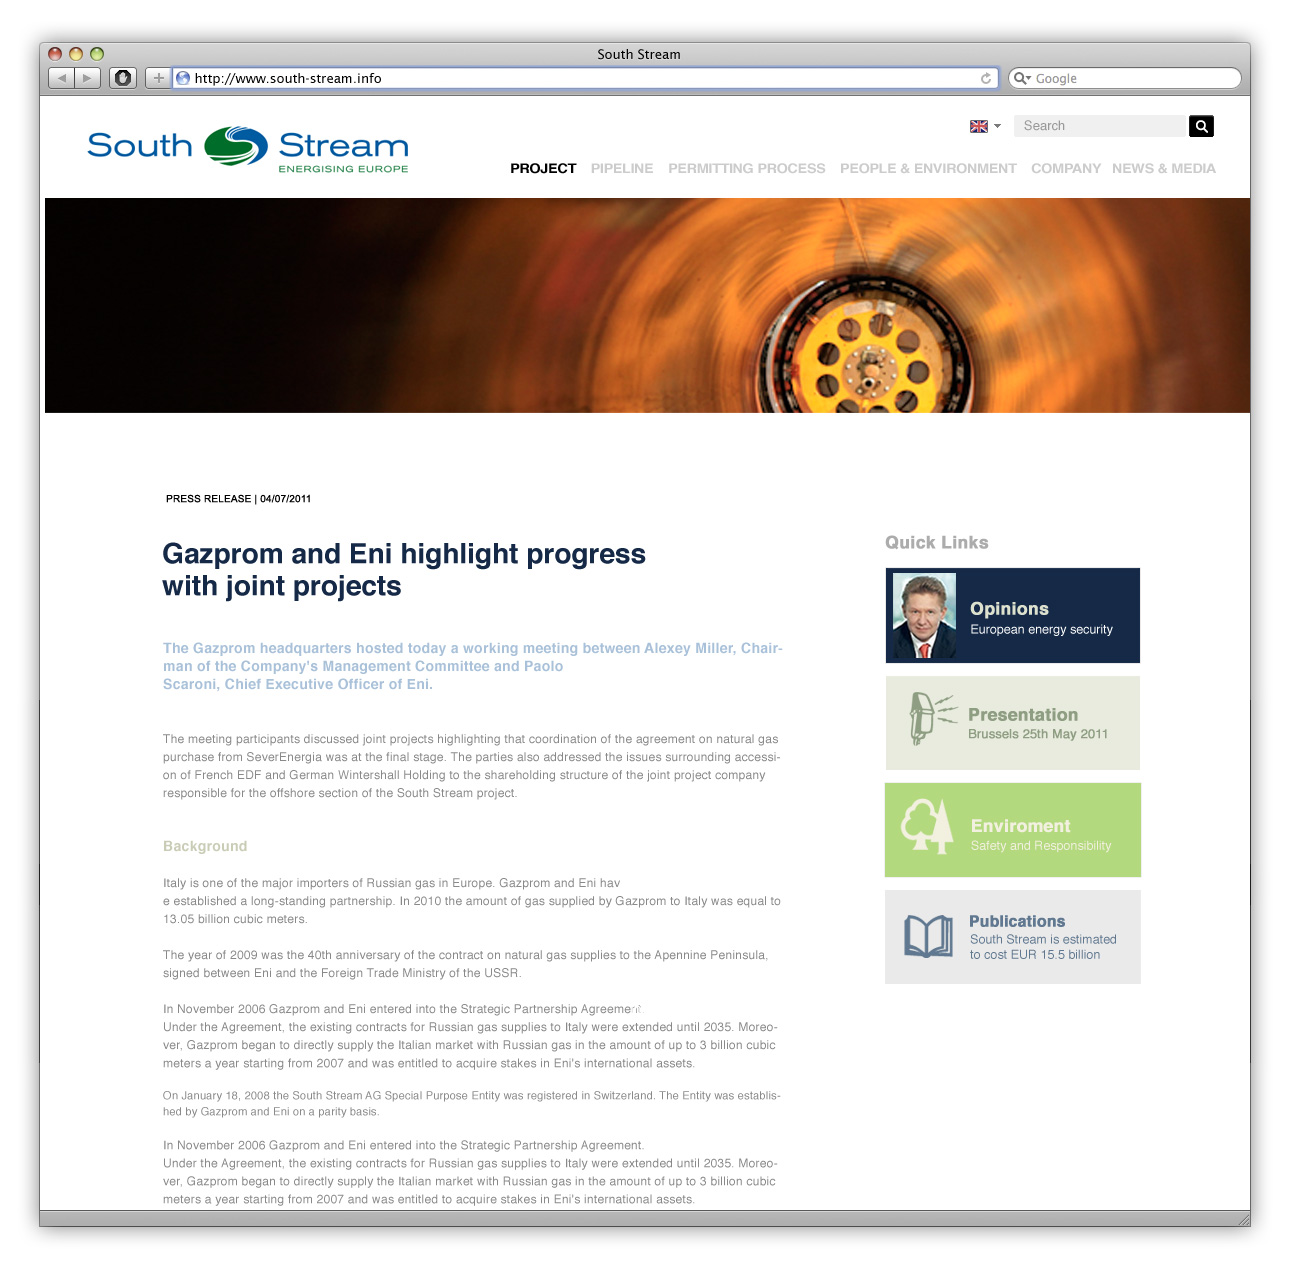 South Stream
http://www.south-stream.info
Google
South Stream
ENERGISING EUROPE
Search
PROJECT PIPELINE PERMITTING PROCESS PEOPLE & ENVIRONMENT COMPANY NEWS & MEDIA
PRESS RELEASE | 04/07/2011
Gazprom and Eni highlight progress
with joint projects
The Gazprom headquarters hosted today a working meeting between Alexey Miller, Chair-
man of the Company's Management Committee and Paolo
Scaroni, Chief Executive Officer of Eni.
The meeting participants discussed joint projects highlighting that coordination of the agreement on natural gas
purchase from SeverEnergia was at the final stage. The parties also addressed the issues surrounding accessi-
on of French EDF and German Wintershall Holding to the shareholding structure of the joint project company
responsible for the offshore section of the South Stream project.
Background
Italy is one of the major importers of Russian gas in Europe. Gazprom and Eni hav
e established a long-standing partnership. In 2010 the amount of gas supplied by Gazprom to Italy was equal to
13.05 billion cubic meters.
The year of 2009 was the 40th anniversary of the contract on natural gas supplies to the Apennine Peninsula,
signed between Eni and the Foreign Trade Ministry of the USSR.
In November 2006 Gazprom and Eni entered into the Strategic Partnership Agreement.
Under the Agreement, the existing contracts for Russian gas supplies to Italy were extended until 2035. Moreo-
ver, Gazprom began to directly supply the Italian market with Russian gas in the amount of up to 3 billion cubic
meters a year starting from 2007 and was entitled to acquire stakes in Eni's international assets.
On January 18, 2008 the South Stream AG Special Purpose Entity was registered in Switzerland. The Entity was establis-
hed by Gazprom and Eni on a parity basis.
In November 2006 Gazprom and Eni entered into the Strategic Partnership Agreement.
Under the Agreement, the existing contracts for Russian gas supplies to Italy were extended until 2035. Moreo-
ver, Gazprom began to directly supply the Italian market with Russian gas in the amount of up to 3 billion cubic
meters a year starting from 2007 and was entitled to acquire stakes in Eni's international assets.
Quick Links
Opinions
European energy security
Presentation
Brussels 25th May 2011
Enviroment
Safety and Responsibility
Publications
South Stream is estimated
to cost EUR 15.5 billion